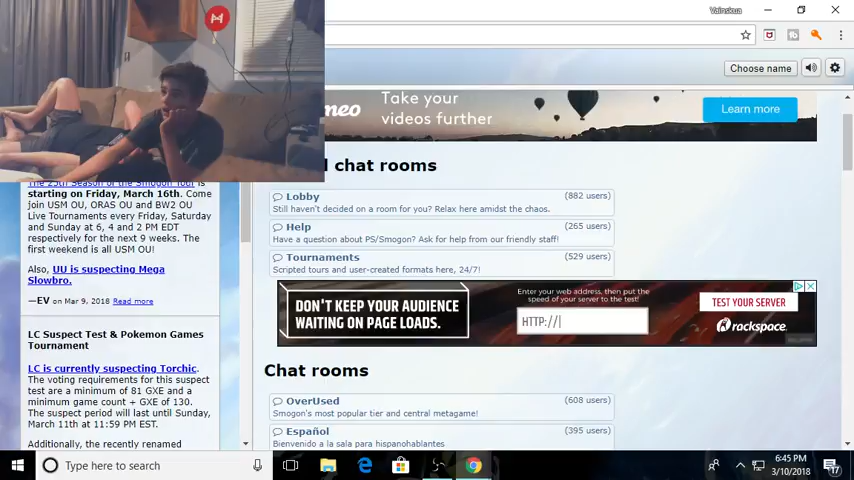 Vainskua
Choose name
meo
Take your
videos further
Learn more
d chat rooms
Lobby
(882 users)
Still haven't decided on a room for you? Relax here amidst the chaos.
Help
(265 users)
Have a question about PS/Smogon? Ask for help from our friendly staff!
Tournaments
(529 users)
Scripted tours and user-created formats here, 24/7!
DON'T KEEP YOUR AUDIENCE
WAITING ON PAGE LOADS.
Enter your web address, then put the
speed of your server to the test!
HTTP://
TEST YOUR SERVER
rackspace
Chat rooms
OverUsed
(608 users)
Smogon's most popular tier and central metagame!
Español
(395 users)
Bienvenido a la sala para hispanohablantes
The 25th Season of the Smogon Tour is
starting on Friday, March 16th. Come
join USM OU, ORAS OU and BW2 OU
Live Tournaments every Friday, Saturday
and Sunday at 6, 4 and 2 PM EDT
respectively for the next 9 weeks. The
first weekend is all USM OU!
Also, UU is suspecting Mega
Slowbro.
—EV on Mar 9, 2018 Read more
LC Suspect Test & Pokemon Games
Tournament
LC is currently suspecting Torchic.
The voting requirements for this suspect
test are a minimum of 81 GXE and a
minimum game count + GXE of 130.
The suspect period will last until Sunday,
March 11th at 11:59 PM EST.
Additionally, the recently renamed
Type here to search
6:45 PM
3/10/2018
17